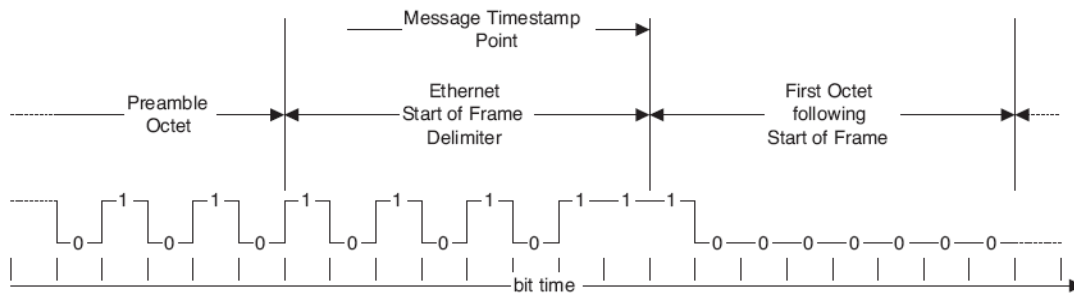 Message Timestamp
Point
Preamble
Octet
Ethernet
Start of Frame
Delimiter
First Octet
following
Start of Frame
0 1 0 1 0 1 0 1 0 1 0 1 1 1 0 0 0 0 0 0 0
bit time